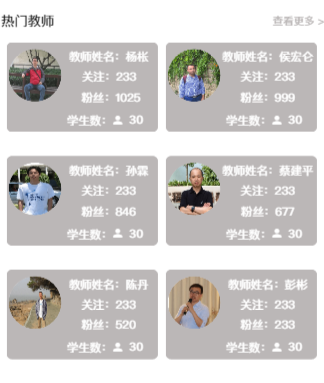 热门教师
查看更多 >
教师姓名：杨枨
关注：233
粉丝：1025
学生数： 30
教师姓名：侯宏仑
关注：233
粉丝：999
学生数： 30
教师姓名：孙霖
关注：233
粉丝：846
学生数： 30
教师姓名：蔡建平
关注：233
粉丝：677
学生数： 30
教师姓名：陈丹
关注：233
粉丝：520
学生数： 30
教师姓名：彭彬
关注：233
粉丝：233
学生数： 30